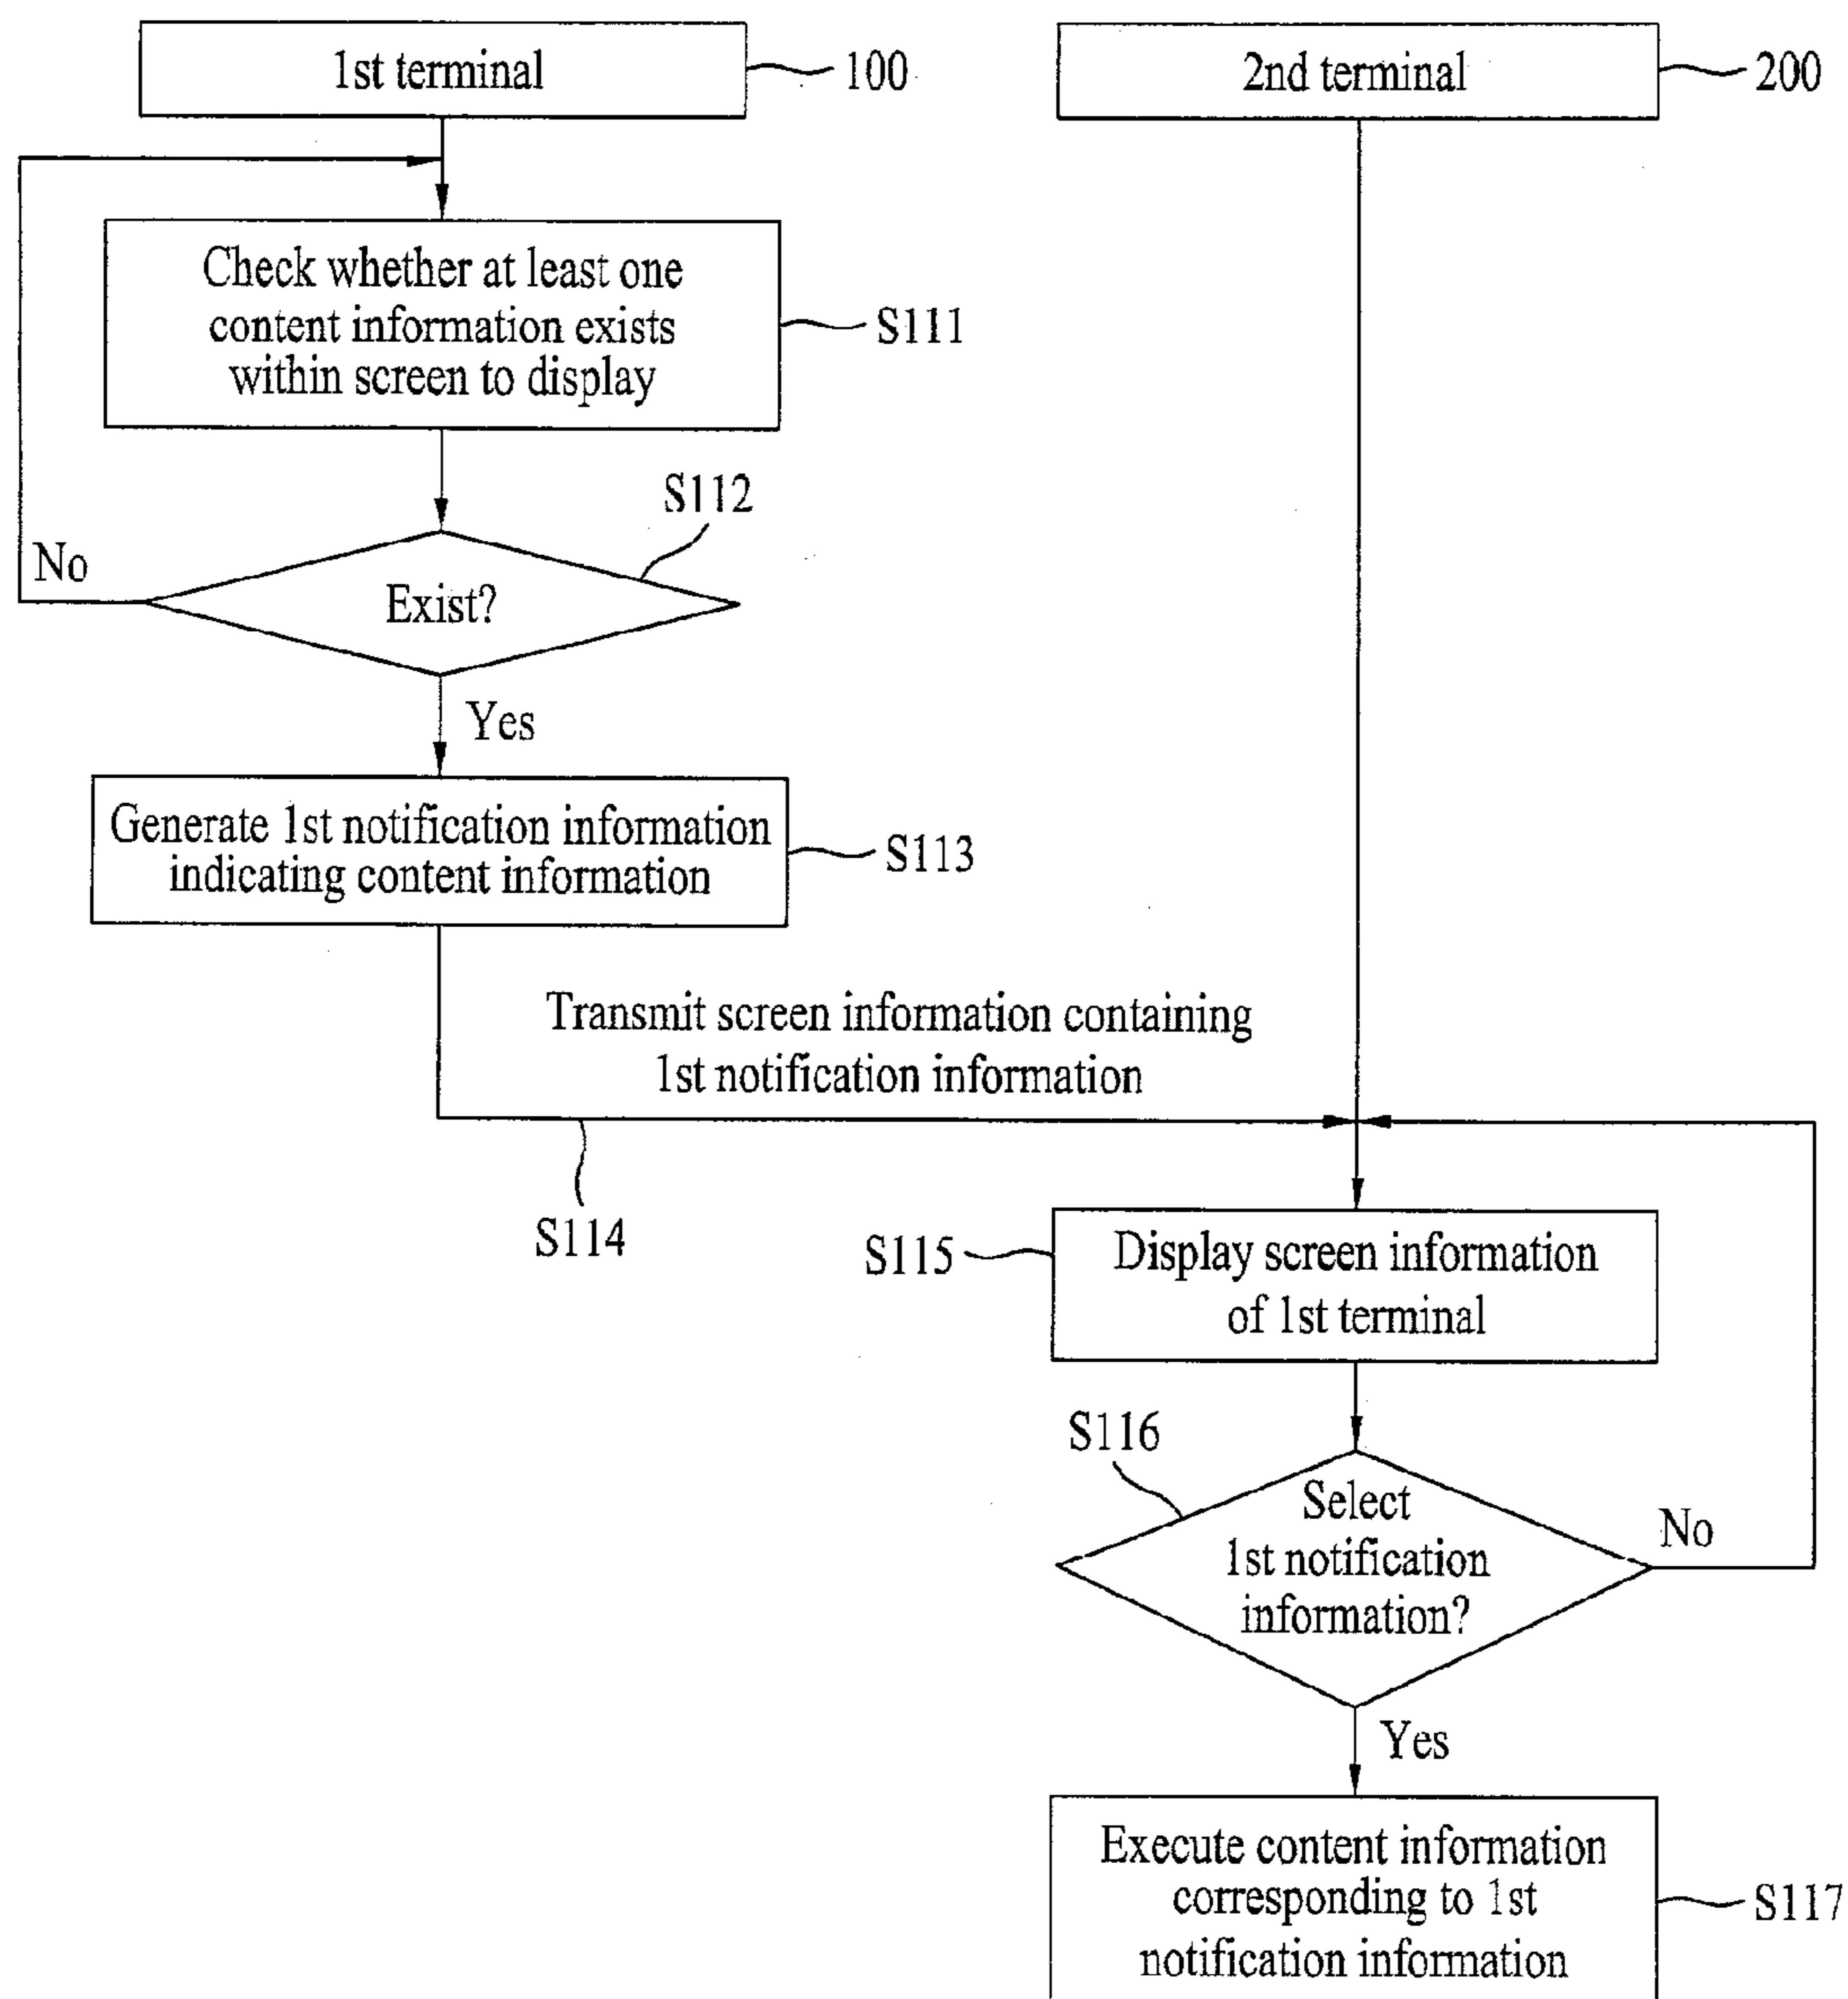 1st terminal
100
2nd terminal
200
Check whether at least one
content information exists
within screen to display
S111
S112
No
Exist?
Yes
Generate 1st notification information
indicating content information
S113
Transmit screen information containing
1st notification information
S114
S115
Display screen information
of 1st terminal
S116
Select
1st notification
information?
No
Yes
Execute content information
corresponding to 1st
notification information
S117